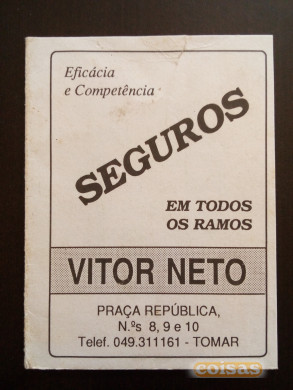 Eficácia
e Competência
SEGUROS
EM TODOS
OS RAMOS
VITOR NETO
PRAÇA REPÚBLICA,
N.ºs 8, 9 e 10
Telef. 049.311161 - TOMAR
coisas